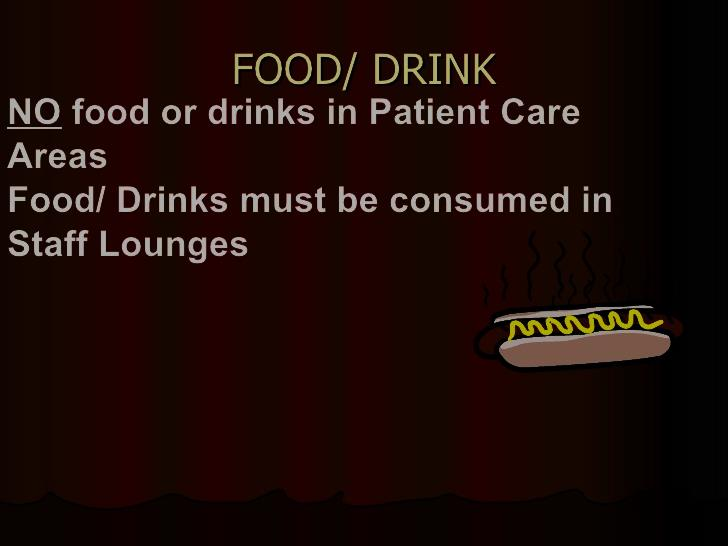 FOOD/ DRINK
NO food or drinks in Patient Care
Areas
Food/ Drinks must be consumed in
Staff Lounges